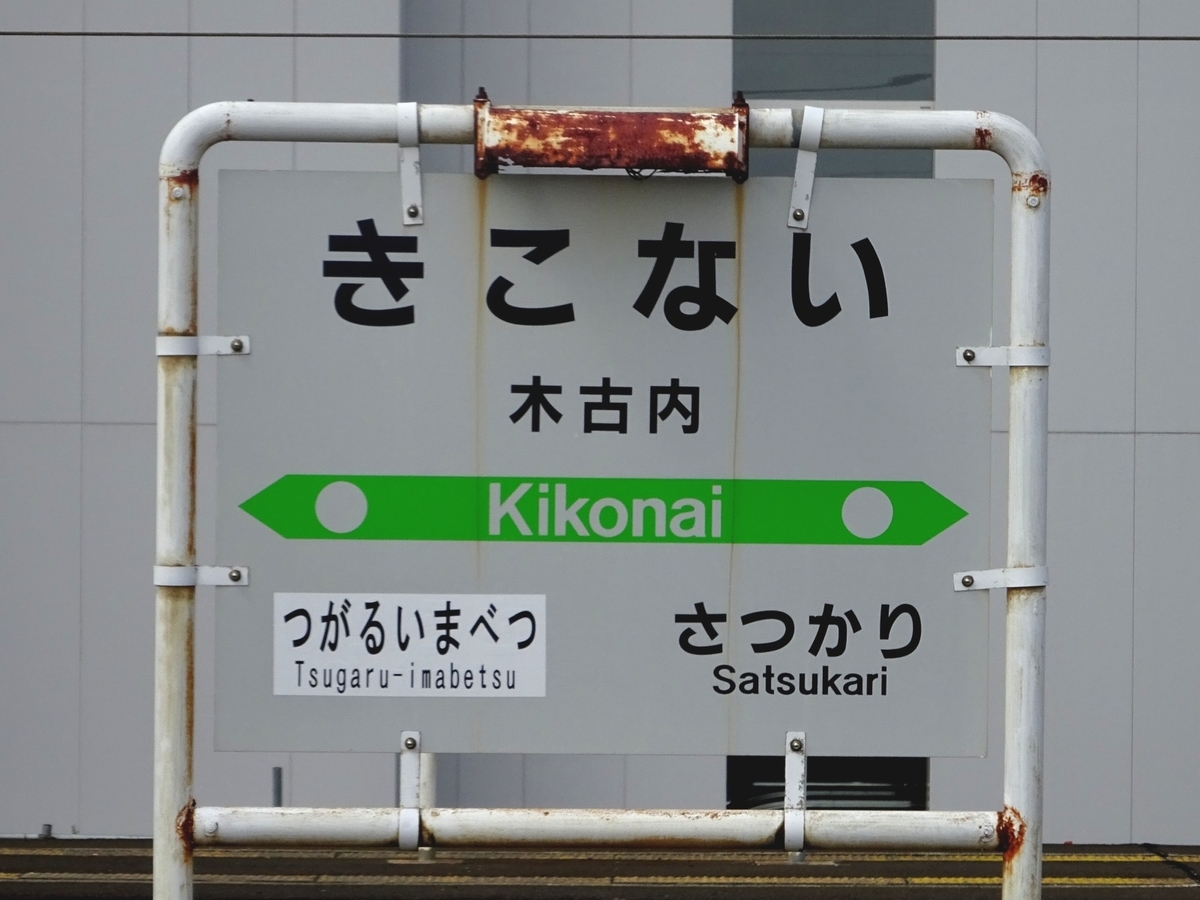 きこない
木古内
Kikonai
つがるいまべつ
Tsugaru-imabetsu
さつかり
Satsukari